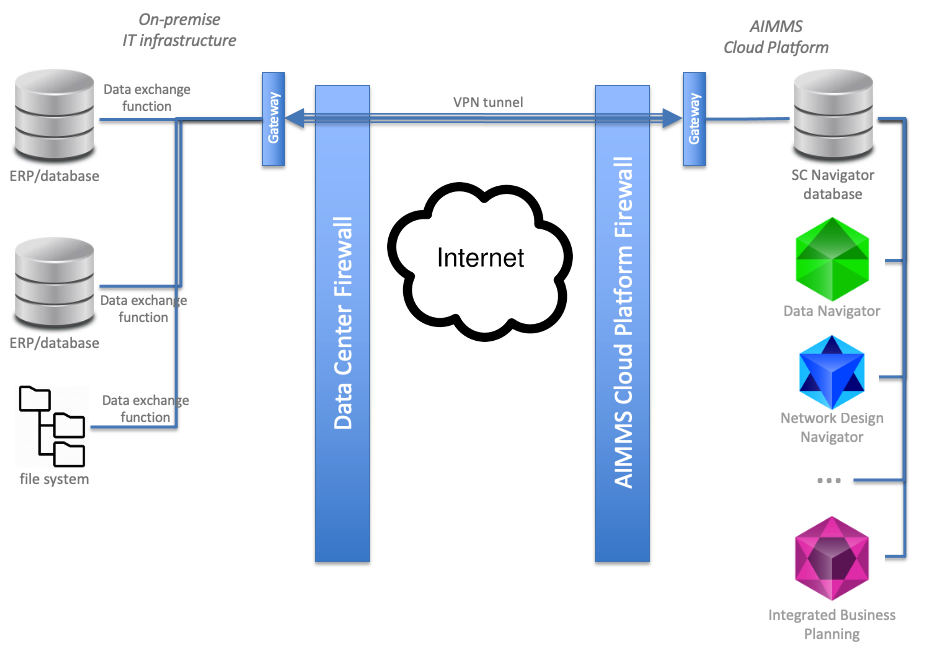 On-premise
IT infrastructure
AIMMS
Cloud Platform
Data exchange
function
ERP/database
Gateway
VPN tunnel
Gateway
SC Navigator
database
Data exchange
function
ERP/database
Data exchange
function
file system
Data Center Firewall
Internet
AIMMS Cloud Platform Firewall
Data Navigator
Network Design
Navigator
...
Integrated Business
Planning